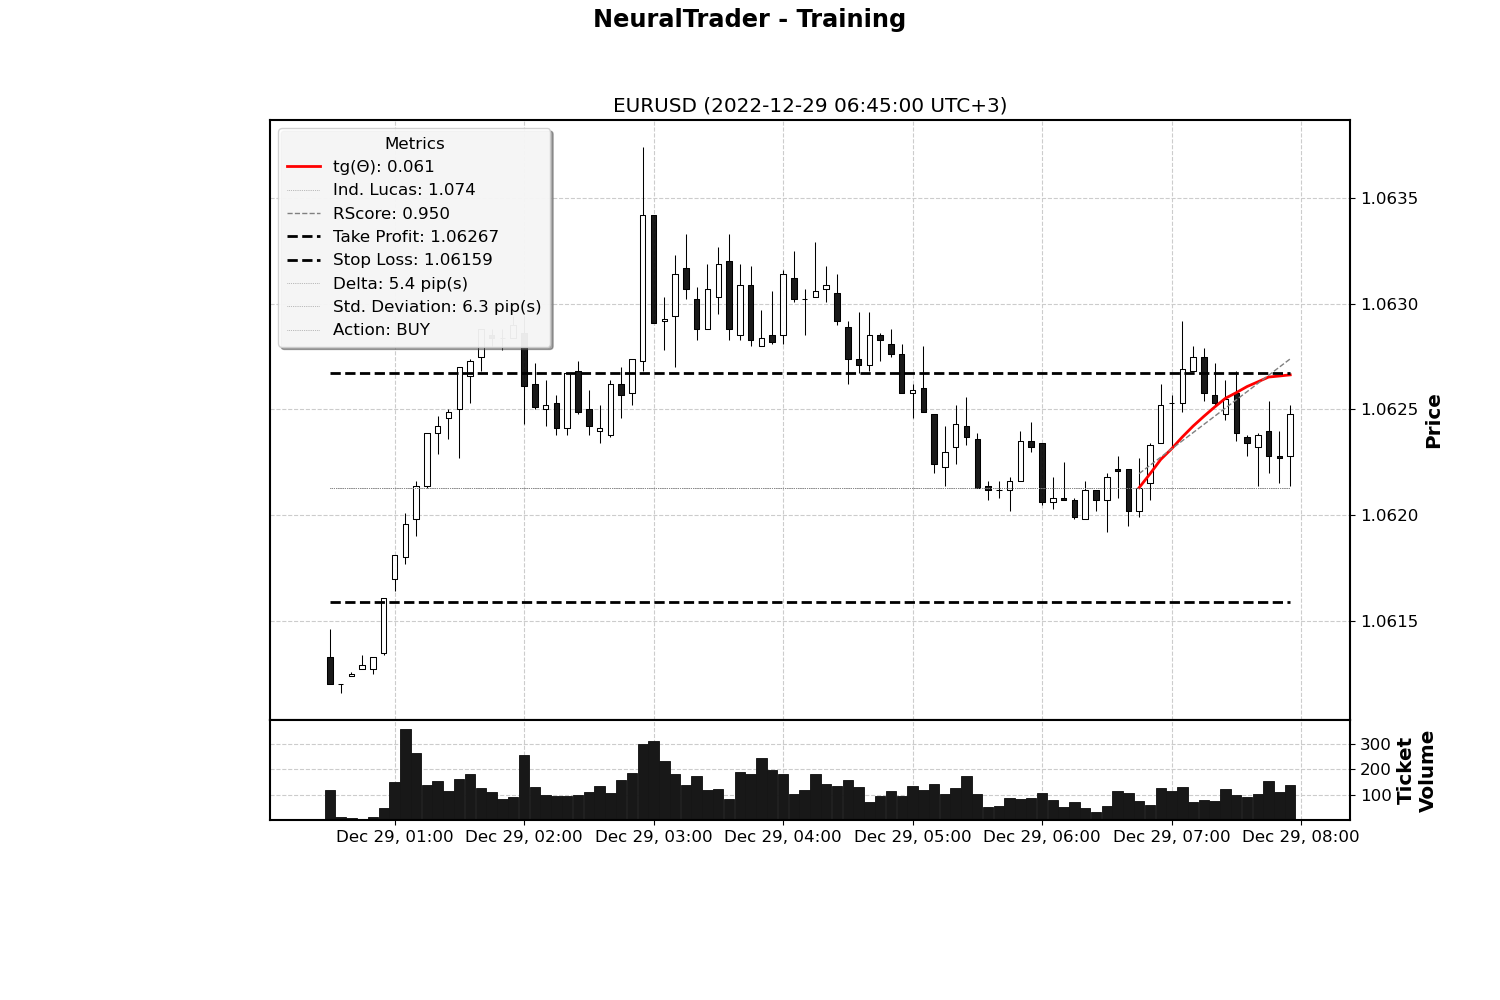 NeuralTrader - Training
EURUSD (2022-12-29 06:45:00 UTC+3)
Metrics
tg(Θ): 0.061
Ind. Lucas: 1.074
RScore: 0.950
Take Profit: 1.06267
Stop Loss: 1.06159
Delta: 5.4 pip(s)
Std. Deviation: 6.3 pip(s)
Action: BUY
1.0635
1.0630
1.0625
1.0620
1.0615
Price
300
200
100
Ticket
Volume
Dec 29, 01:00 Dec 29, 02:00 Dec 29, 03:00 Dec 29, 04:00 Dec 29, 05:00 Dec 29, 06:00 Dec 29, 07:00 Dec 29, 08:00